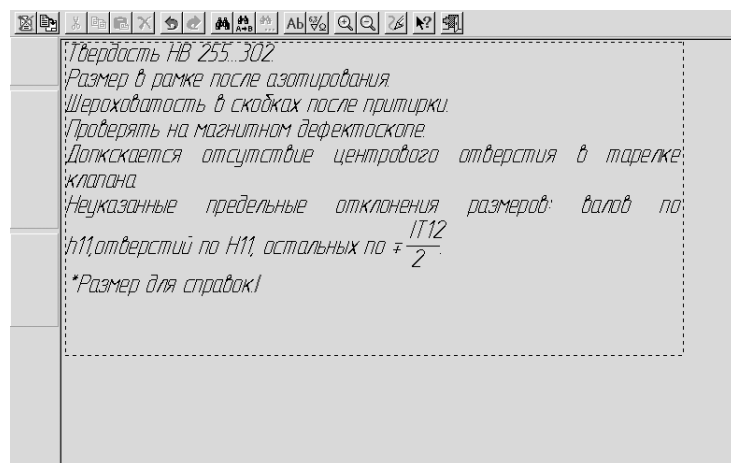 Твердость НВ 255...302.
Размер в рамке после азотирования.
Шероховатость в скобках после притирки.
Проверять на магнитном дефектоскопе.
Допкскается отсутствие центрового отверстия в тарелке
клапана.
Неуказанные предельные отклонения размеров: валов по
h11,отверстий по Н11, остальных по ∓IT12/2.
*Размер для справок.